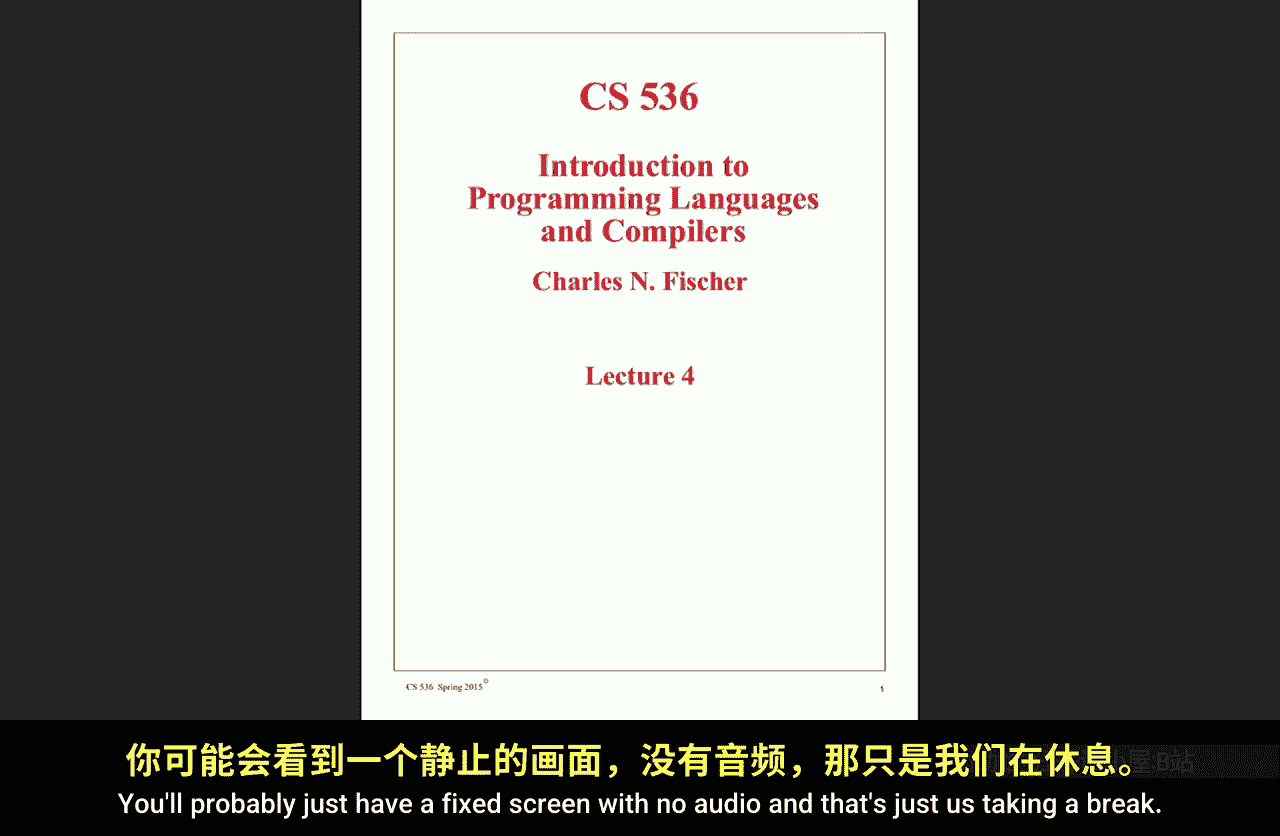 CS 536
Introduction to
Programming Languages
and Compilers
Charles N. Fischer
Lecture 4
CS 536 Spring 2015©
1
你可能会看到一个静止的画面，没有音频，那只是我们在休息。
屋 B站
You'll probably just have a fixed screen with no audio and that's just us taking a break.